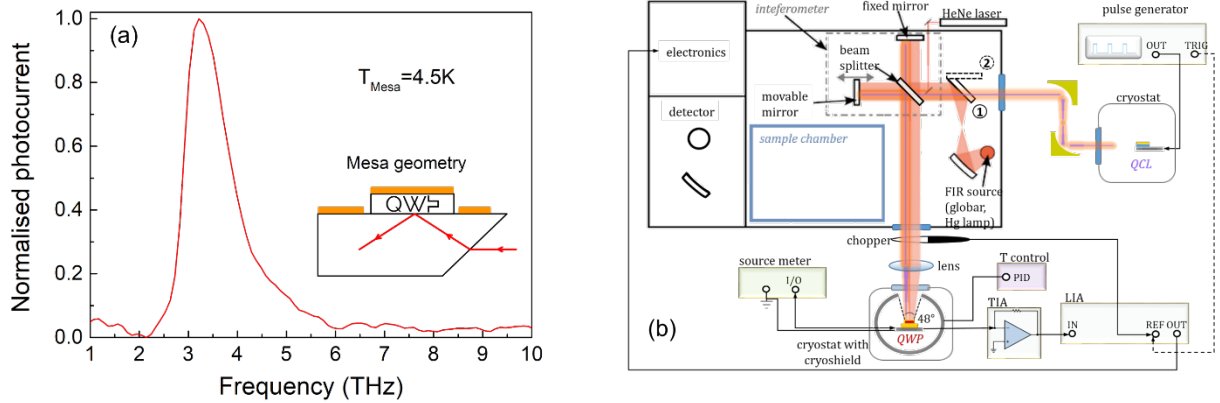 (a)
T_Mesa=4.5K
Mesa geometry
QWP
Normalised photocurrent
1.0
0.8
0.6
0.4
0.2
0.0
1 2 3 4 5 6 7 8 9 10
Frequency (THz)
(b)
HeNe laser
fixed mirror
inteferometer
pulse generator
OUT TRIG
electronics
beam
splitter
②
①
movable
mirror
detector
sample chamber
cryostat
QCL
FIR source
(globar,
Hg lamp)
chopper
lens
source meter
I/O
T control
PID
48°
QWP
TIA
LIA
IN
REF OUT
cryostat with
cryoshield